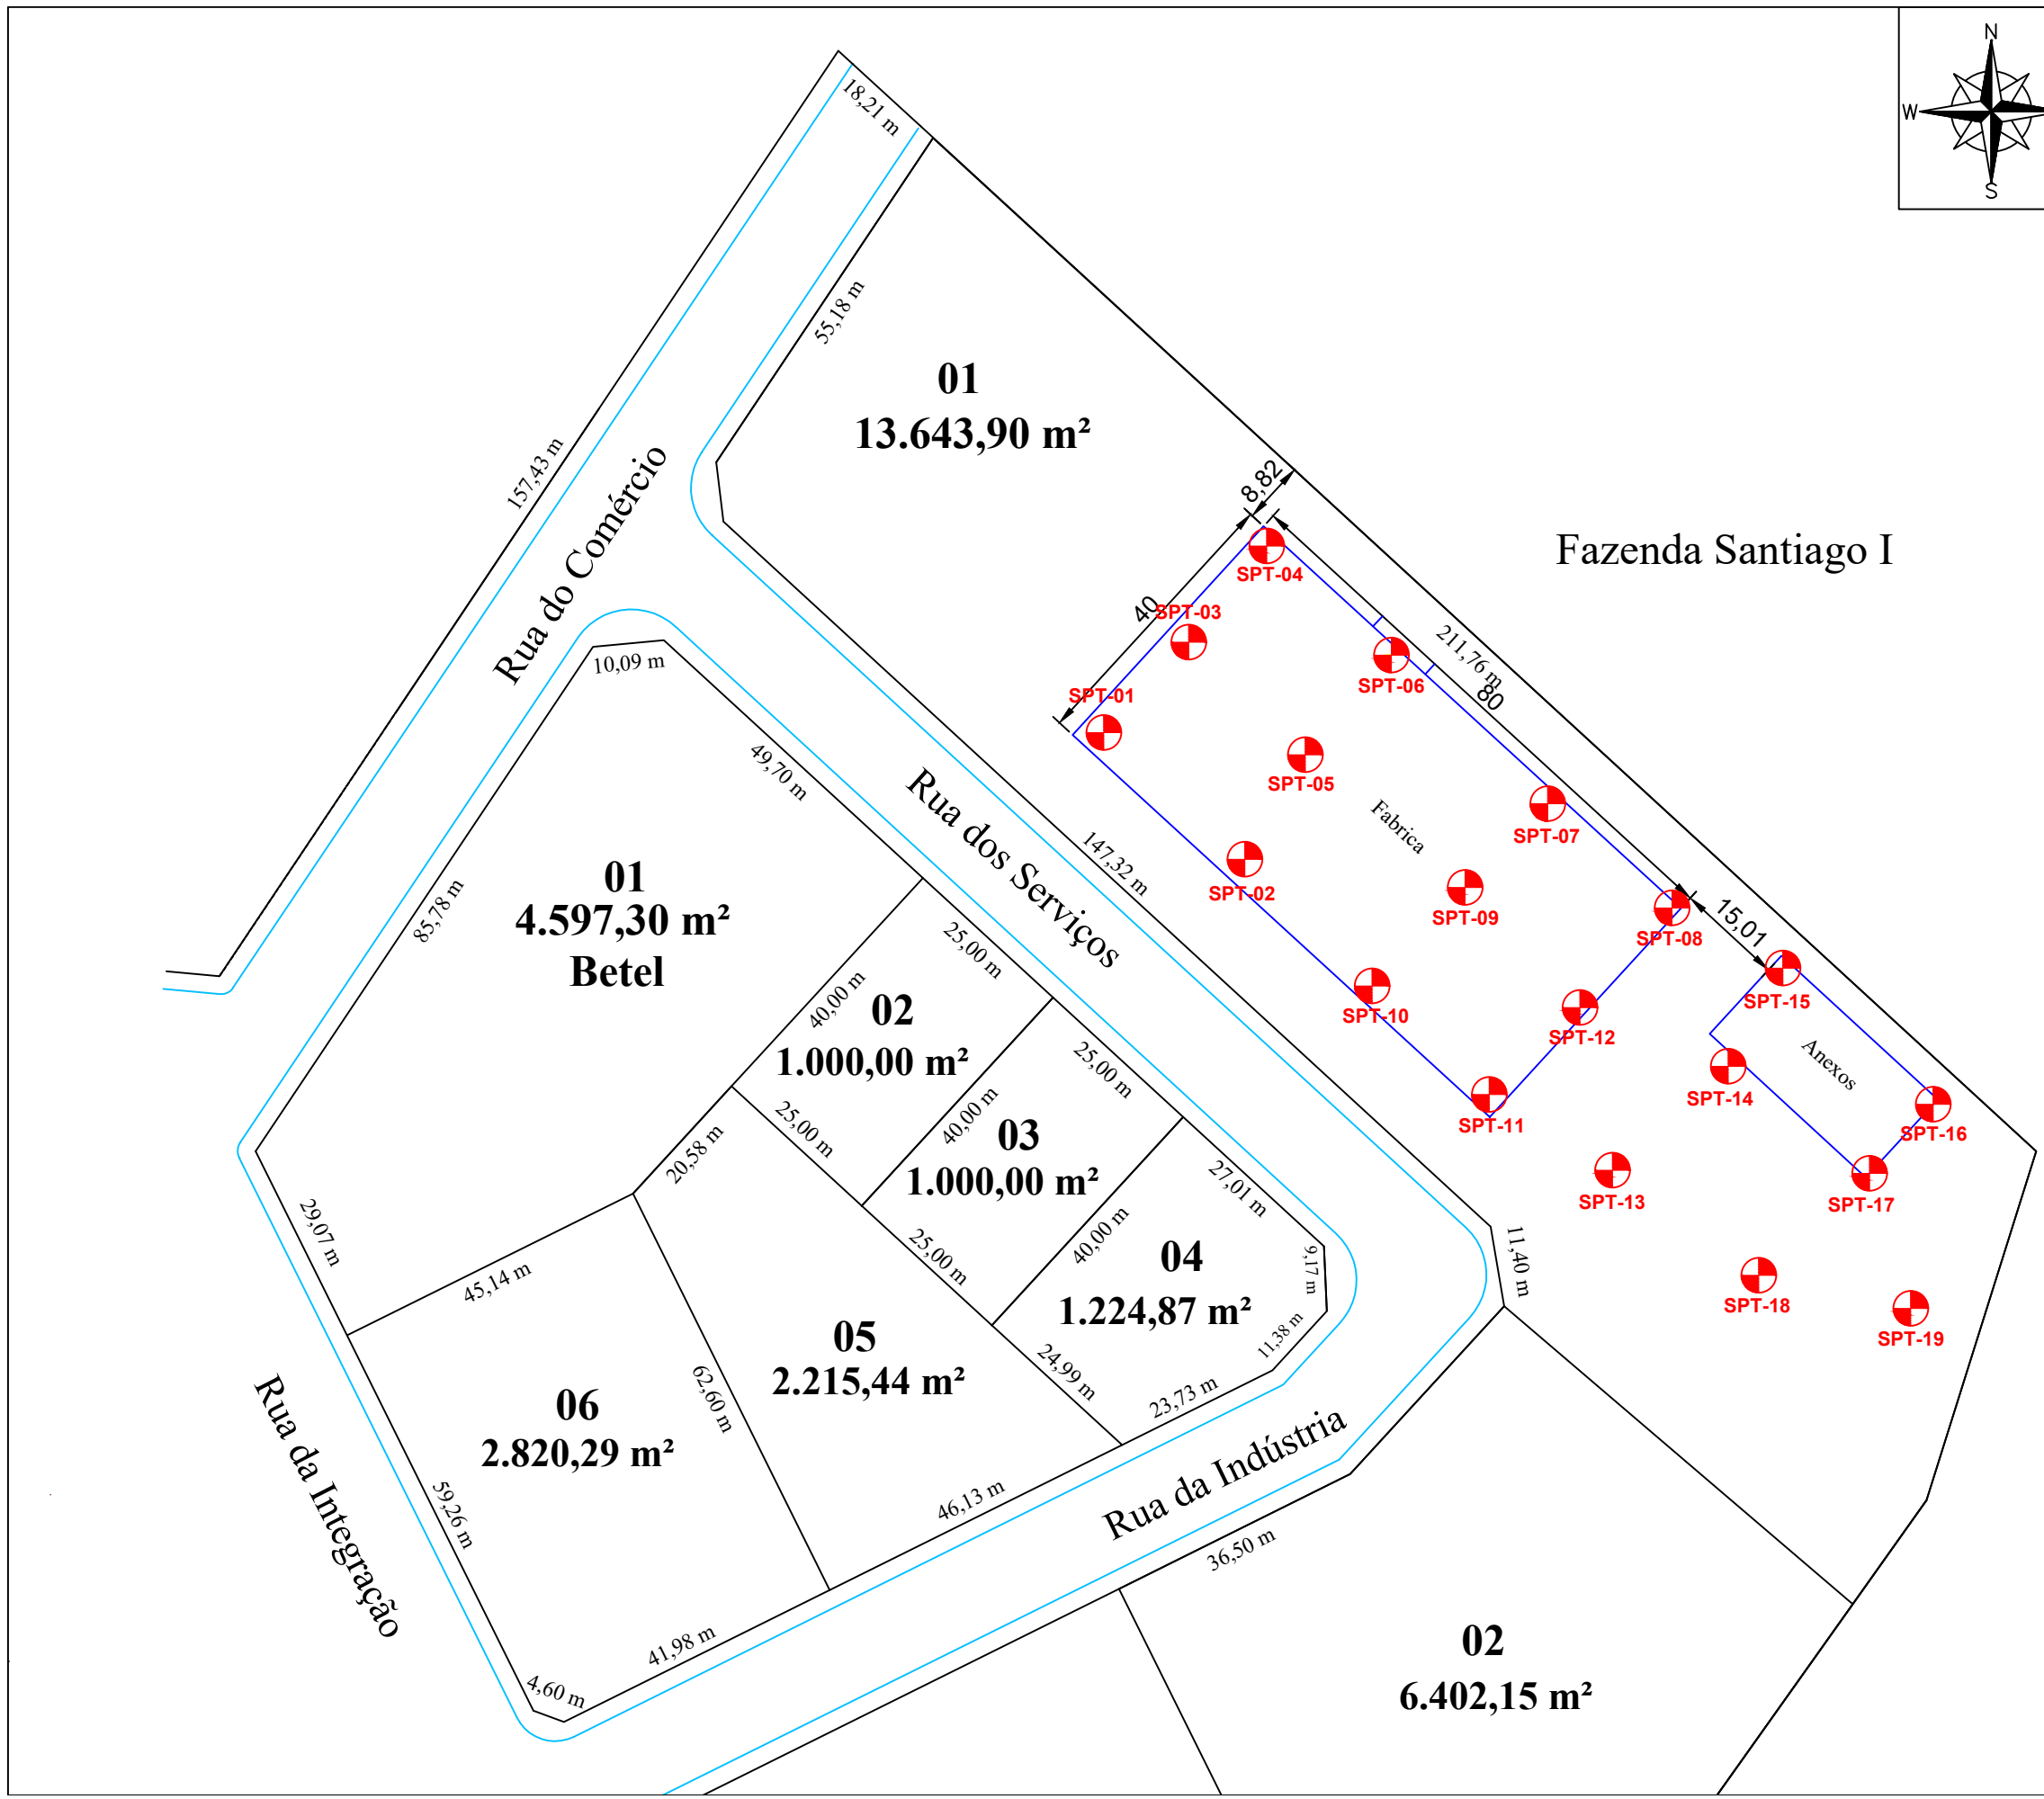 N
W
S
18,21 m
55,18 m
01
13.643,90 m²
157,43 m
Rua do Comércio
8,82
Fazenda Santiago I
SPT-04
40
SPT-03
211,76 m
80
SPT-06
SPT-01
10,09 m
49,70 m
SPT-05
Fabrica
SPT-07
Rua dos Serviços
147,32 m
SPT-02
SPT-09
SPT-08
15,01
85,78 m
01
4.597,30 m²
Betel
25,00 m
40,00 m
02
1.000,00 m²
SPT-10
SPT-12
SPT-15
Anexos
SPT-14
SPT-11
SPT-16
25,00 m
25,00 m
40,00 m
03
1.000,00 m²
20,58 m
27,01 m
SPT-13
SPT-17
29,07 m
45,14 m
25,00 m
40,00 m
04
1.224,87 m²
9,17 m
11,40 m
11,38 m
SPT-18
SPT-19
05
2.215,44 m²
24,99 m
23,73 m
62,60 m
06
2.820,29 m²
Rua da Integração
59,26 m
46,13 m
Rua da Indústria
36,50 m
41,98 m
4,60 m
02
6.402,15 m²